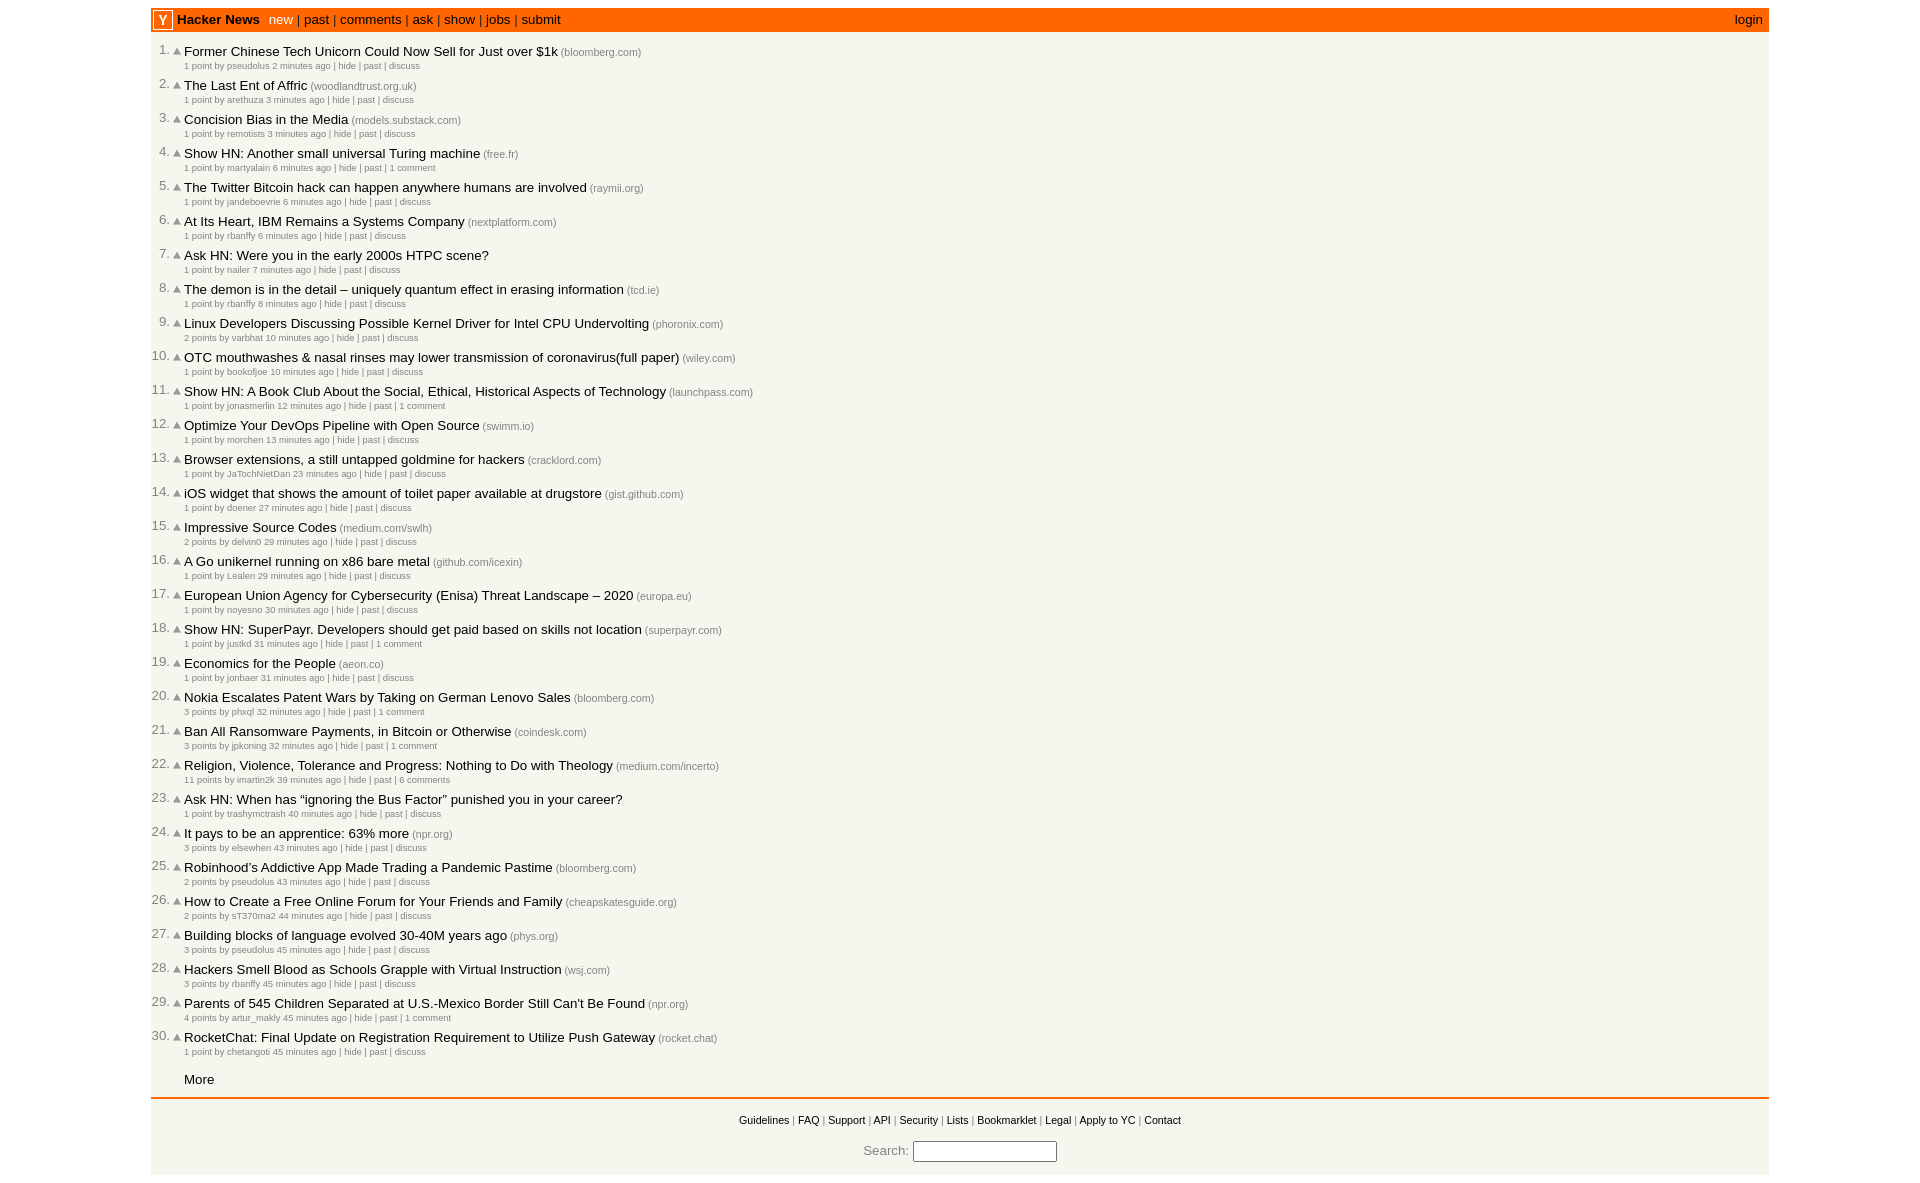 Y Hacker News new | past | comments | ask | show | jobs | submit login
1. Former Chinese Tech Unicorn Could Now Sell for Just over $1k (bloomberg.com)
1 point by pseudolus 2 minutes ago | hide | past | discuss
2. The Last Ent of Affric (woodlandtrust.org.uk)
1 point by arethuza 3 minutes ago | hide | past | discuss
3. Concision Bias in the Media (models.substack.com)
1 point by remotists 3 minutes ago | hide | past | discuss
4. Show HN: Another small universal Turing machine (free.fr)
1 point by martyalain 6 minutes ago | hide | past | 1 comment
5. The Twitter Bitcoin hack can happen anywhere humans are involved (raymii.org)
1 point by jandeboevrie 6 minutes ago | hide | past | discuss
6. At Its Heart, IBM Remains a Systems Company (nextplatform.com)
1 point by rbanffy 6 minutes ago | hide | past | discuss
7. Ask HN: Were you in the early 2000s HTPC scene?
1 point by nailer 7 minutes ago | hide | past | discuss
8. The demon is in the detail – uniquely quantum effect in erasing information (tcd.ie)
1 point by rbanffy 8 minutes ago | hide | past | discuss
9. Linux Developers Discussing Possible Kernel Driver for Intel CPU Undervolting (phoronix.com)
2 points by varbhat 10 minutes ago | hide | past | discuss
10. OTC mouthwashes & nasal rinses may lower transmission of coronavirus(full paper) (wiley.com)
1 point by bookofjoe 10 minutes ago | hide | past | discuss
11. Show HN: A Book Club About the Social, Ethical, Historical Aspects of Technology (launchpass.com)
1 point by jonasmerlin 12 minutes ago | hide | past | 1 comment
12. Optimize Your DevOps Pipeline with Open Source (swimm.io)
1 point by morchen 13 minutes ago | hide | past | discuss
13. Browser extensions, a still untapped goldmine for hackers (cracklord.com)
1 point by JaTochNietDan 23 minutes ago | hide | past | discuss
14. iOS widget that shows the amount of toilet paper available at drugstore (gist.github.com)
1 point by doener 27 minutes ago | hide | past | discuss
15. Impressive Source Codes (medium.com/swlh)
2 points by delvin0 29 minutes ago | hide | past | discuss
16. A Go unikernel running on x86 bare metal (github.com/icexin)
1 point by Lealen 29 minutes ago | hide | past | discuss
17. European Union Agency for Cybersecurity (Enisa) Threat Landscape – 2020 (europa.eu)
1 point by noyesno 30 minutes ago | hide | past | discuss
18. Show HN: SuperPayr. Developers should get paid based on skills not location (superpayr.com)
1 point by justkd 31 minutes ago | hide | past | 1 comment
19. Economics for the People (aeon.co)
1 point by jonbaer 31 minutes ago | hide | past | discuss
20. Nokia Escalates Patent Wars by Taking on German Lenovo Sales (bloomberg.com)
3 points by phxql 32 minutes ago | hide | past | 1 comment
21. Ban All Ransomware Payments, in Bitcoin or Otherwise (coindesk.com)
3 points by jpkoning 32 minutes ago | hide | past | 1 comment
22. Religion, Violence, Tolerance and Progress: Nothing to Do with Theology (medium.com/incerto)
11 points by imartin2k 39 minutes ago | hide | past | 6 comments
23. Ask HN: When has “ignoring the Bus Factor” punished you in your career?
1 point by trashymctrash 40 minutes ago | hide | past | discuss
24. It pays to be an apprentice: 63% more (npr.org)
3 points by elsewhen 43 minutes ago | hide | past | discuss
25. Robinhood’s Addictive App Made Trading a Pandemic Pastime (bloomberg.com)
2 points by pseudolus 43 minutes ago | hide | past | discuss
26. How to Create a Free Online Forum for Your Friends and Family (cheapskatesguide.org)
2 points by sT370ma2 44 minutes ago | hide | past | discuss
27. Building blocks of language evolved 30-40M years ago (phys.org)
3 points by pseudolus 45 minutes ago | hide | past | discuss
28. Hackers Smell Blood as Schools Grapple with Virtual Instruction (wsj.com)
3 points by rbanffy 45 minutes ago | hide | past | discuss
29. Parents of 545 Children Separated at U.S.-Mexico Border Still Can't Be Found (npr.org)
4 points by artur_makly 45 minutes ago | hide | past | 1 comment
30. RocketChat: Final Update on Registration Requirement to Utilize Push Gateway (rocket.chat)
1 point by chetangoti 45 minutes ago | hide | past | discuss
More
Guidelines | FAQ | Support | API | Security | Lists | Bookmarklet | Legal | Apply to YC | Contact
Search: